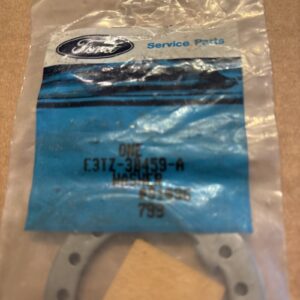 Ford
Service Parts
ONE
E3TZ-3B459-A
WASHER
799